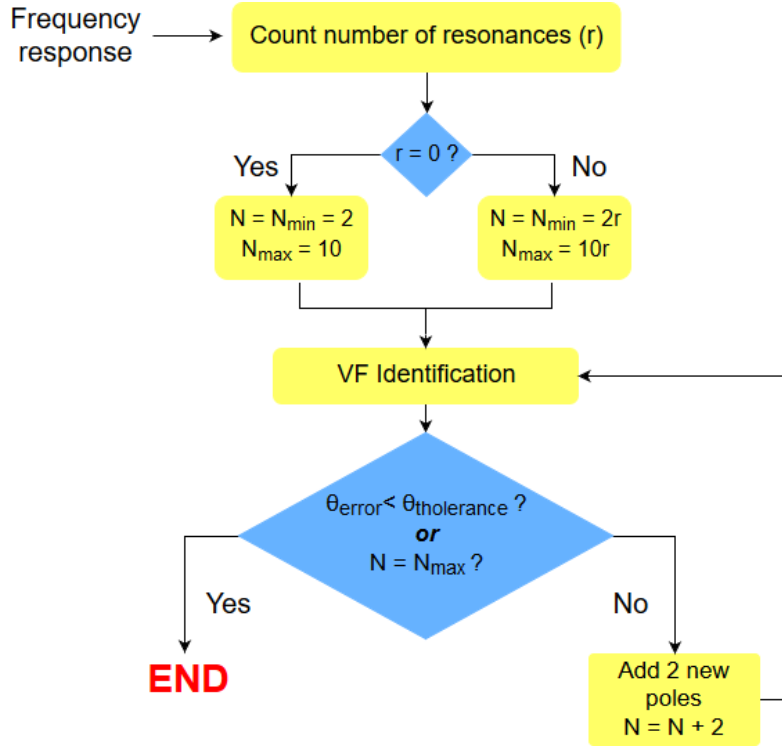 Frequency
response
Count number of resonances (r)
r = 0 ?
Yes
No
N = Nmin = 2
Nmax = 10
N = Nmin = 2r
Nmax = 10r
VF Identification
θerror< θtholerance ?
or
N = Nmax ?
Yes
No
END
Add 2 new
poles
N = N + 2